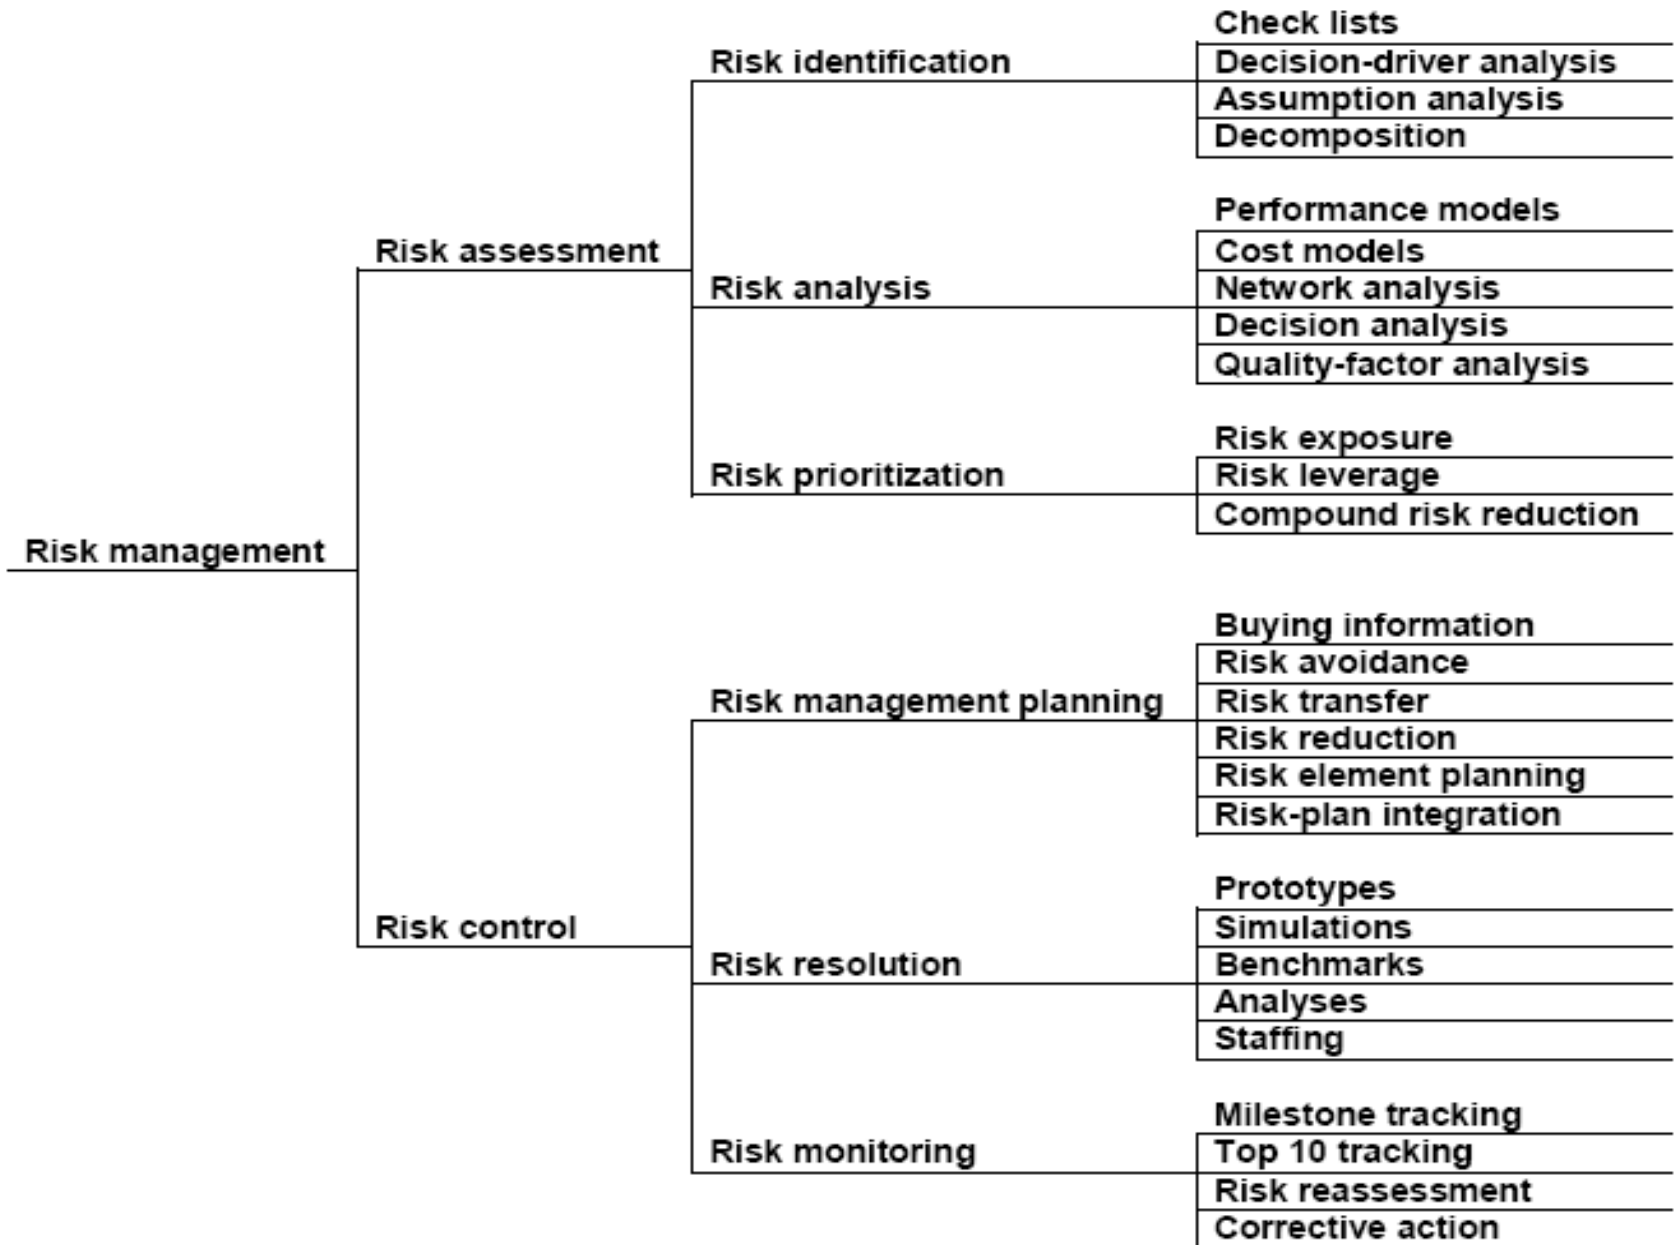 Risk management
Risk assessment
Risk identification
Check lists
Decision-driver analysis
Assumption analysis
Decomposition
Risk analysis
Performance models
Cost models
Network analysis
Decision analysis
Quality-factor analysis
Risk prioritization
Risk exposure
Risk leverage
Compound risk reduction
Risk control
Risk management planning
Buying information
Risk avoidance
Risk transfer
Risk reduction
Risk element planning
Risk-plan integration
Risk resolution
Prototypes
Simulations
Benchmarks
Analyses
Staffing
Risk monitoring
Milestone tracking
Top 10 tracking
Risk reassessment
Corrective action